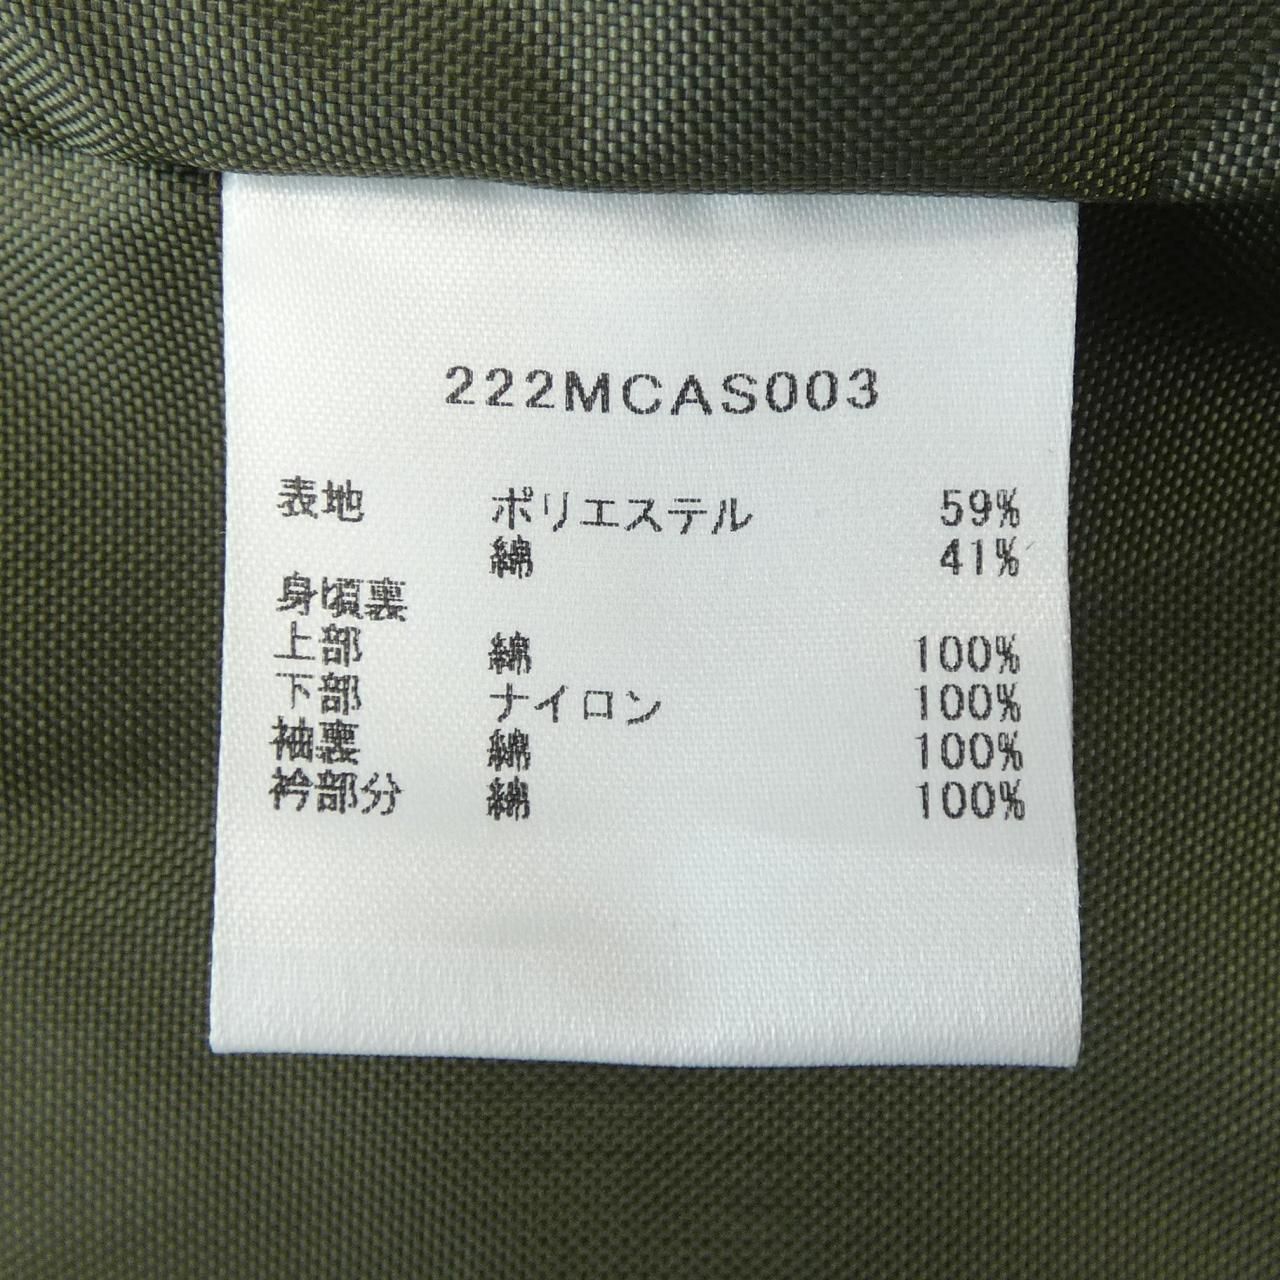 222MCAS003
表地 ポリエステル 59%
綿 41%
身頃裏
上部 綿 100%
下部 ナイロン 100%
袖裏 綿 100%
衿部分 綿 100%